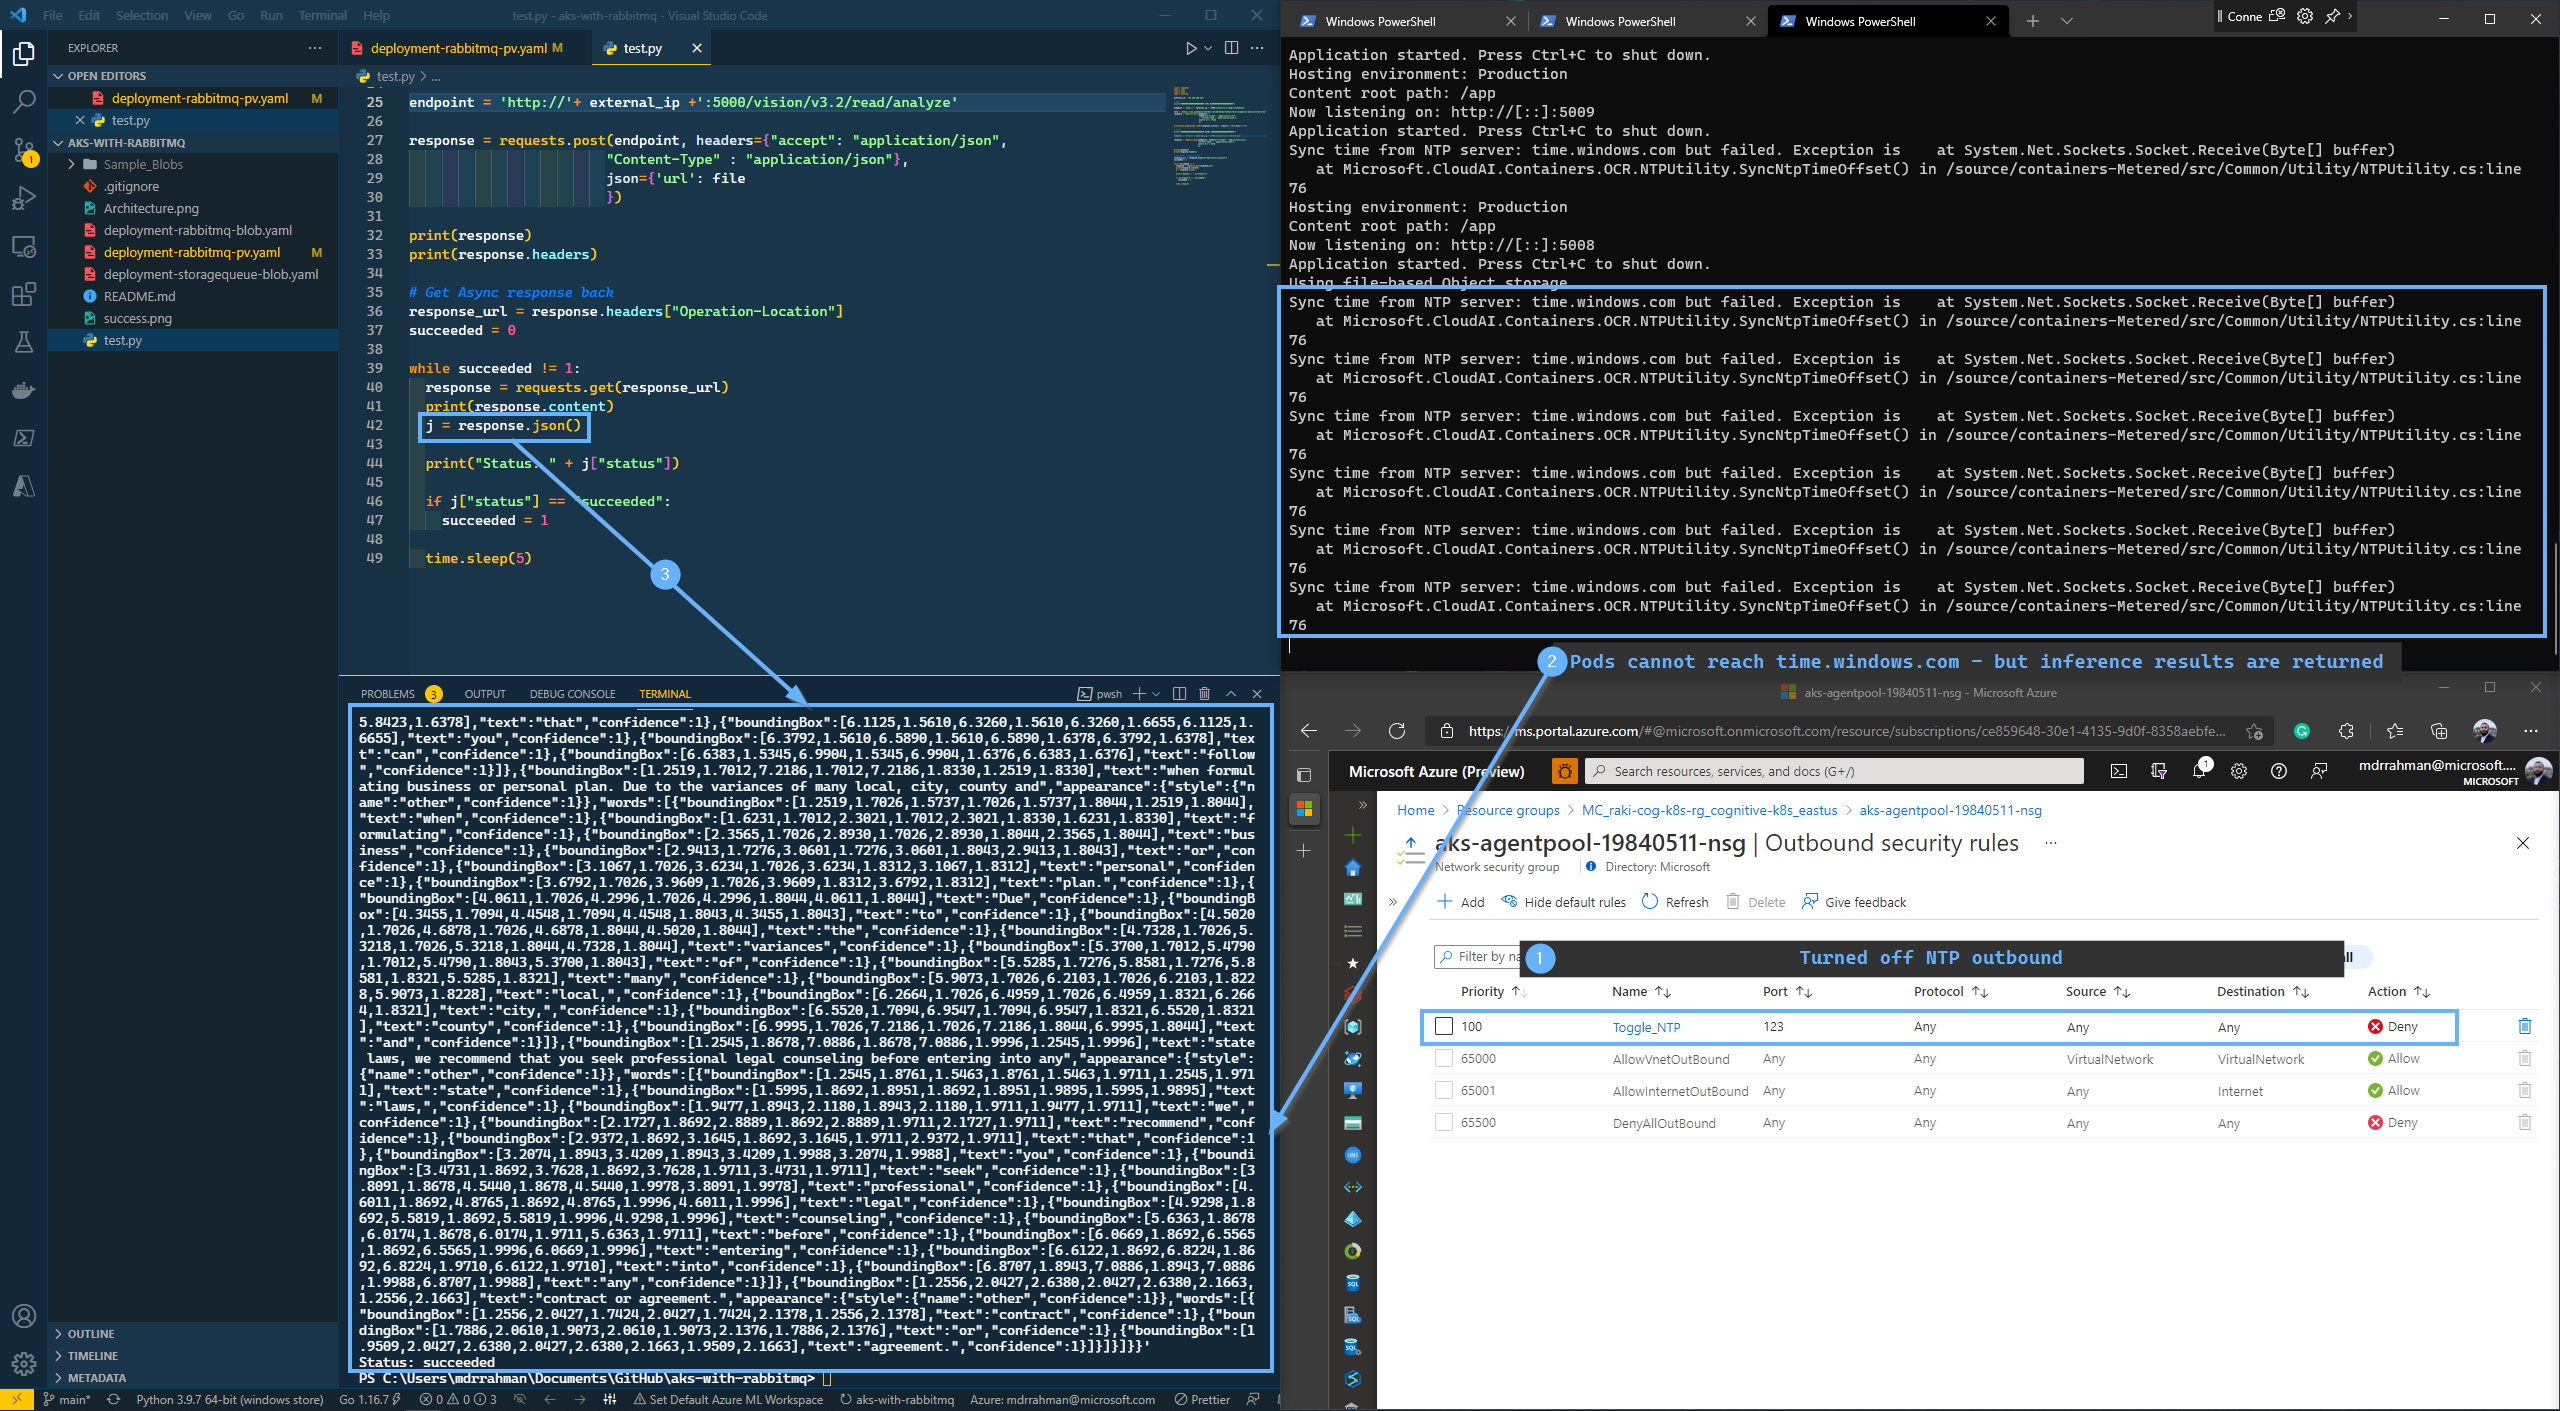 File Edit Selection View Go Run Terminal Help
test.py - aks-with-rabbitmq - Visual Studio Code
EXPLORER
OPEN EDITORS
deployment-rabbitmq-pv.yaml M
test.py
AKS-WITH-RABBITMQ
Sample_Blobs
.gitignore
Architecture.png
deployment-rabbitmq-blob.yaml
deployment-rabbitmq-pv.yaml M
deployment-storagequeue-blob.yaml
README.md
success.png
test.py
OUTLINE
TIMELINE
METADATA
deployment-rabbitmq-pv.yaml M
test.py
test.py > ...
25 endpoint = 'http://'+ external_ip +':5000/vision/v3.2/read/analyze'
26
27 response = requests.post(endpoint, headers={"accept": "application/json",
28 "Content-Type" : "application/json"},
29 json={'url': file
30 })
31
32 print(response)
33 print(response.headers)
34
35 # Get Async response back
36 response_url = response.headers["Operation-Location"]
37 succeeded = 0
38
39 while succeeded != 1:
40 response = requests.get(response_url)
41 print(response.content)
42 j = response.json()
43
44 print("Status: " + j["status"])
45
46 if j["status"] == "succeeded":
47 succeeded = 1
48
49 time.sleep(5)
3
PROBLEMS 3 OUTPUT DEBUG CONSOLE TERMINAL
pwsh
5.8423,1.6378],"text":"that","confidence":1},{"boundingBox":[6.1125,1.5610,6.3260,1.5610,6.3260,1.6655,6.1125,1.
6655],"text":"you","confidence":1},{"boundingBox":[6.3792,1.5610,6.5890,1.5610,6.5890,1.6378,6.3792,1.6378],"tex
t":"can","confidence":1},{"boundingBox":[6.6383,1.5345,6.9904,1.5345,6.9904,1.6376,6.6383,1.6376],"text":"follow
","confidence":1}]},{"boundingBox":[1.2519,1.7012,7.2186,1.7012,7.2186,1.8330,1.2519,1.8330],"text":"when formul
ating business or personal plan. Due to the variances of many local, city, county and","appearance":{"style":{"n
ame":"other","confidence":1}},"words":[{"boundingBox":[1.2519,1.7026,1.5737,1.7026,1.5737,1.8044,1.2519,1.8044],
"text":"when","confidence":1},{"boundingBox":[1.6231,1.7012,2.3021,1.7012,2.3021,1.8330,1.6231,1.8330],"text":"f
ormulating","confidence":1},{"boundingBox":[2.3565,1.7026,2.8930,1.7026,2.8930,1.8044,2.3565,1.8044],"text":"bus
iness","confidence":1},{"boundingBox":[2.9413,1.7276,3.0601,1.7276,3.0601,1.8043,2.9413,1.8043],"text":"or","con
fidence":1},{"boundingBox":[3.1067,1.7026,3.6234,1.7026,3.6234,1.8312,3.1067,1.8312],"text":"personal","confiden
ce":1},{"boundingBox":[3.6792,1.7026,3.9609,1.7026,3.9609,1.8312,3.6792,1.8312],"text":"plan.","confidence":1},{
"boundingBox":[4.0611,1.7026,4.2996,1.7026,4.2996,1.8044,4.0611,1.8044],"text":"Due","confidence":1},{"boundingB
ox":[4.3455,1.7094,4.4548,1.7094,4.4548,1.8043,4.3455,1.8043],"text":"to","confidence":1},{"boundingBox":[4.5020
,1.7026,4.6878,1.7026,4.6878,1.8044,4.5020,1.8044],"text":"the","confidence":1},{"boundingBox":[4.7328,1.7026,5.
3218,1.7026,5.3218,1.8044,4.7328,1.8044],"text":"variances","confidence":1},{"boundingBox":[5.3700,1.7012,5.4790
,1.7012,5.4790,1.8043,5.3700,1.8043],"text":"of","confidence":1},{"boundingBox":[5.5285,1.7276,5.8581,1.7276,5.8
581,1.8321,5.5285,1.8321],"text":"many","confidence":1},{"boundingBox":[5.9073,1.7026,6.2103,1.7026,6.2103,1.822
8,5.9073,1.8228],"text":"local,","confidence":1},{"boundingBox":[6.2664,1.7026,6.4959,1.7026,6.4959,1.8321,6.266
4,1.8321],"text":"city,","confidence":1},{"boundingBox":[6.5520,1.7094,6.9547,1.7094,6.9547,1.8321,6.5520,1.8321
],"text":"county","confidence":1},{"boundingBox":[6.9995,1.7026,7.2186,1.7026,7.2186,1.8044,6.9995,1.8044],"text
":"and","confidence":1}]},{"boundingBox":[1.2545,1.8678,7.0886,1.8678,7.0886,1.9996,1.2545,1.9996],"text":"state
laws, we recommend that you seek professional legal counseling before entering into any","appearance":{"style":
{"name":"other","confidence":1}},"words":[{"boundingBox":[1.2545,1.8761,1.5463,1.8761,1.5463,1.9711,1.2545,1.971
1],"text":"state","confidence":1},{"boundingBox":[1.5995,1.8692,1.8951,1.8692,1.8951,1.9895,1.5995,1.9895],"text
":"laws,","confidence":1},{"boundingBox":[1.9477,1.8943,2.1180,1.8943,2.1180,1.9711,1.9477,1.9711],"text":"we","
confidence":1},{"boundingBox":[2.1727,1.8692,2.8889,1.8692,2.8889,1.9711,2.1727,1.9711],"text":"recommend","conf
idence":1},{"boundingBox":[2.9372,1.8692,3.1645,1.8692,3.1645,1.9711,2.9372,1.9711],"text":"that","confidence":1
},{"boundingBox":[3.2074,1.8943,3.4209,1.8943,3.4209,1.9988,3.2074,1.9988],"text":"you","confidence":1},{"boundi
ngBox":[3.4731,1.8692,3.7628,1.8692,3.7628,1.9711,3.4731,1.9711],"text":"seek","confidence":1},{"boundingBox":[3
.8091,1.8678,4.5440,1.8678,4.5440,1.9978,3.8091,1.9978],"text":"professional","confidence":1},{"boundingBox":[4.
6011,1.8692,4.8765,1.8692,4.8765,1.9996,4.6011,1.9996],"text":"legal","confidence":1},{"boundingBox":[4.9298,1.8
692,5.5819,1.8692,5.5819,1.9996,4.9298,1.9996],"text":"counseling","confidence":1},{"boundingBox":[5.6363,1.8678
,6.0174,1.8678,6.0174,1.9711,5.6363,1.9711],"text":"before","confidence":1},{"boundingBox":[6.0669,1.8692,6.5565
,1.8692,6.5565,1.9996,6.0669,1.9996],"text":"entering","confidence":1},{"boundingBox":[6.6122,1.8692,6.8224,1.86
92,6.8224,1.9710,6.6122,1.9710],"text":"into","confidence":1},{"boundingBox":[6.8707,1.8943,7.0886,1.8943,7.0886
,1.9988,6.8707,1.9988],"text":"any","confidence":1}]},{"boundingBox":[1.2556,2.0427,2.6380,2.0427,2.6380,2.1663,
1.2556,2.1663],"text":"contract or agreement.","appearance":{"style":{"name":"other","confidence":1}},"words":[{
"boundingBox":[1.2556,2.0427,1.7424,2.0427,1.7424,2.1378,1.2556,2.1378],"text":"contract","confidence":1},{"boun
dingBox":[1.7886,2.0610,1.9073,2.0610,1.9073,2.1376,1.7886,2.1376],"text":"or","confidence":1},{"boundingBox":[1
.9509,2.0427,2.6380,2.0427,2.6380,2.1663,1.9509,2.1663],"text":"agreement.","confidence":1}]}]}]}}'
Status: succeeded
PS C:\Users\mdrrahman\Documents\GitHub\aks-with-rabbitmq>
main* Python 3.9.7 64-bit (windows store) Go 1.16.7 0 0 3 Set Default Azure ML Workspace aks-with-rabbitmq Azure: mdrrahman@microsoft.com Prettier
Windows PowerShell Windows PowerShell Windows PowerShell Conne
Application started. Press Ctrl+C to shut down.
Hosting environment: Production
Content root path: /app
Now listening on: http://[::]:5009
Application started. Press Ctrl+C to shut down.
Sync time from NTP server: time.windows.com but failed. Exception is at System.Net.Sockets.Socket.Receive(Byte[] buffer)
at Microsoft.CloudAI.Containers.OCR.NTPUtility.SyncNtpTimeOffset() in /source/containers-Metered/src/Common/Utility/NTPUtility.cs:line
76
Hosting environment: Production
Content root path: /app
Now listening on: http://[::]:5008
Application started. Press Ctrl+C to shut down.
Using file-based Object storage
Sync time from NTP server: time.windows.com but failed. Exception is at System.Net.Sockets.Socket.Receive(Byte[] buffer)
at Microsoft.CloudAI.Containers.OCR.NTPUtility.SyncNtpTimeOffset() in /source/containers-Metered/src/Common/Utility/NTPUtility.cs:line
76
Sync time from NTP server: time.windows.com but failed. Exception is at System.Net.Sockets.Socket.Receive(Byte[] buffer)
at Microsoft.CloudAI.Containers.OCR.NTPUtility.SyncNtpTimeOffset() in /source/containers-Metered/src/Common/Utility/NTPUtility.cs:line
76
Sync time from NTP server: time.windows.com but failed. Exception is at System.Net.Sockets.Socket.Receive(Byte[] buffer)
at Microsoft.CloudAI.Containers.OCR.NTPUtility.SyncNtpTimeOffset() in /source/containers-Metered/src/Common/Utility/NTPUtility.cs:line
76
Sync time from NTP server: time.windows.com but failed. Exception is at System.Net.Sockets.Socket.Receive(Byte[] buffer)
at Microsoft.CloudAI.Containers.OCR.NTPUtility.SyncNtpTimeOffset() in /source/containers-Metered/src/Common/Utility/NTPUtility.cs:line
76
Sync time from NTP server: time.windows.com but failed. Exception is at System.Net.Sockets.Socket.Receive(Byte[] buffer)
at Microsoft.CloudAI.Containers.OCR.NTPUtility.SyncNtpTimeOffset() in /source/containers-Metered/src/Common/Utility/NTPUtility.cs:line
76
Sync time from NTP server: time.windows.com but failed. Exception is at System.Net.Sockets.Socket.Receive(Byte[] buffer)
at Microsoft.CloudAI.Containers.OCR.NTPUtility.SyncNtpTimeOffset() in /source/containers-Metered/src/Common/Utility/NTPUtility.cs:line
76
2 Pods cannot reach time.windows.com - but inference results are returned
aks-agentpool-19840511-nsg - Microsoft Azure
https://ms.portal.azure.com/#@microsoft.onmicrosoft.com/resource/subscriptions/ce859648-30e1-4135-9d0f-8358aebfe...
Microsoft Azure (Preview) Search resources, services, and docs (G+/) 1 mdrrahman@microsoft....
MICROSOFT
Home > Resource groups > MC_raki-cog-k8s-rg_cognitive-k8s_eastus > aks-agentpool-19840511-nsg
aks-agentpool-19840511-nsg | Outbound security rules ...
Network security group Directory: Microsoft
Add Hide default rules Refresh Delete Give feedback
Filter by na 1 Turned off NTP outbound ll
Priority Name Port Protocol Source Destination Action
100 Toggle_NTP 123 Any Any Any Deny
65000 AllowVnetOutBound Any Any VirtualNetwork VirtualNetwork Allow
65001 AllowInternetOutBound Any Any Any Internet Allow
65500 DenyAllOutBound Any Any Any Any Deny